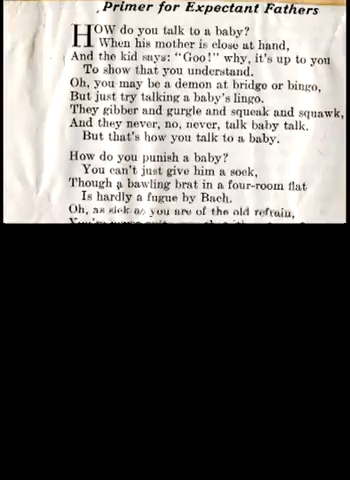 Primer for Expectant Fathers
HOW do you talk to a baby?
When his mother is close at hand,
And the kid says: "Goo!" why, it's up to you
To show that you understand.
Oh, you may be a demon at bridge or bingo,
But just try talking a baby's lingo.
They gibber and gurgle and squeak and squawk,
And they never, no, never, talk baby talk.
But that's how you talk to a baby.
How do you punish a baby?
You can't just give him a sock,
Though a bawling brat in a four-room flat
Is hardly a fugue by Bach.
Oh, as sick as you are of the old refrain,